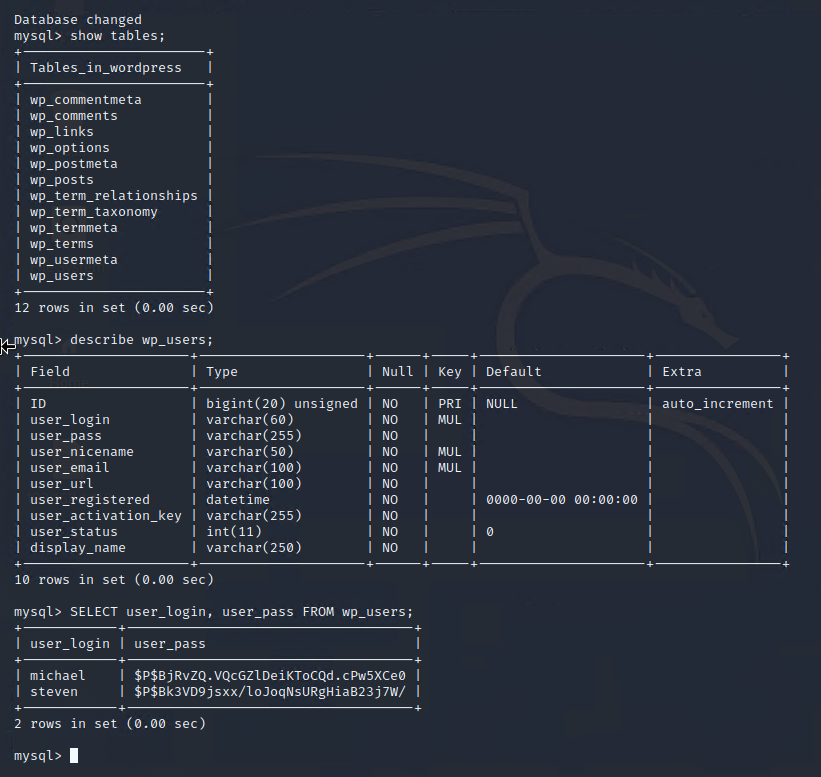 Database changed
mysql> show tables;
+-----------------------+
| Tables_in_wordpress   |
+-----------------------+
| wp_commentmeta        |
| wp_comments           |
| wp_links              |
| wp_options            |
| wp_postmeta           |
| wp_posts              |
| wp_term_relationships |
| wp_term_taxonomy      |
| wp_termmeta           |
| wp_terms              |
| wp_usermeta           |
| wp_users              |
+-----------------------+
12 rows in set (0.00 sec)
mysql> describe wp_users;
+---------------------+---------------------+------+-----+---------------------+----------------+
| Field               | Type                | Null | Key | Default             | Extra          |
+---------------------+---------------------+------+-----+---------------------+----------------+
| ID                  | bigint(20) unsigned | NO   | PRI | NULL                | auto_increment |
| user_login          | varchar(60)         | NO   | MUL |                     |                |
| user_pass           | varchar(255)        | NO   |     |                     |                |
| user_nicename       | varchar(50)         | NO   | MUL |                     |                |
| user_email          | varchar(100)        | NO   | MUL |                     |                |
| user_url            | varchar(100)        | NO   |     |                     |                |
| user_registered     | datetime            | NO   |     | 0000-00-00 00:00:00 |                |
| user_activation_key | varchar(255)        | NO   |     |                     |                |
| user_status         | int(11)             | NO   |     | 0                   |                |
| display_name        | varchar(250)        | NO   |     |                     |                |
+---------------------+---------------------+------+-----+---------------------+----------------+
10 rows in set (0.00 sec)
mysql> SELECT user_login, user_pass FROM wp_users;
+------------+------------------------------------+
| user_login | user_pass                          |
+------------+------------------------------------+
| michael    | $P$BjRvZQ.VQcGZlDeiKToCQd.cPw5XCe0 |
| steven     | $P$Bk3VD9jsxx/loJoqNsURgHiaB23j7W/ |
+------------+------------------------------------+
2 rows in set (0.00 sec)
mysql>